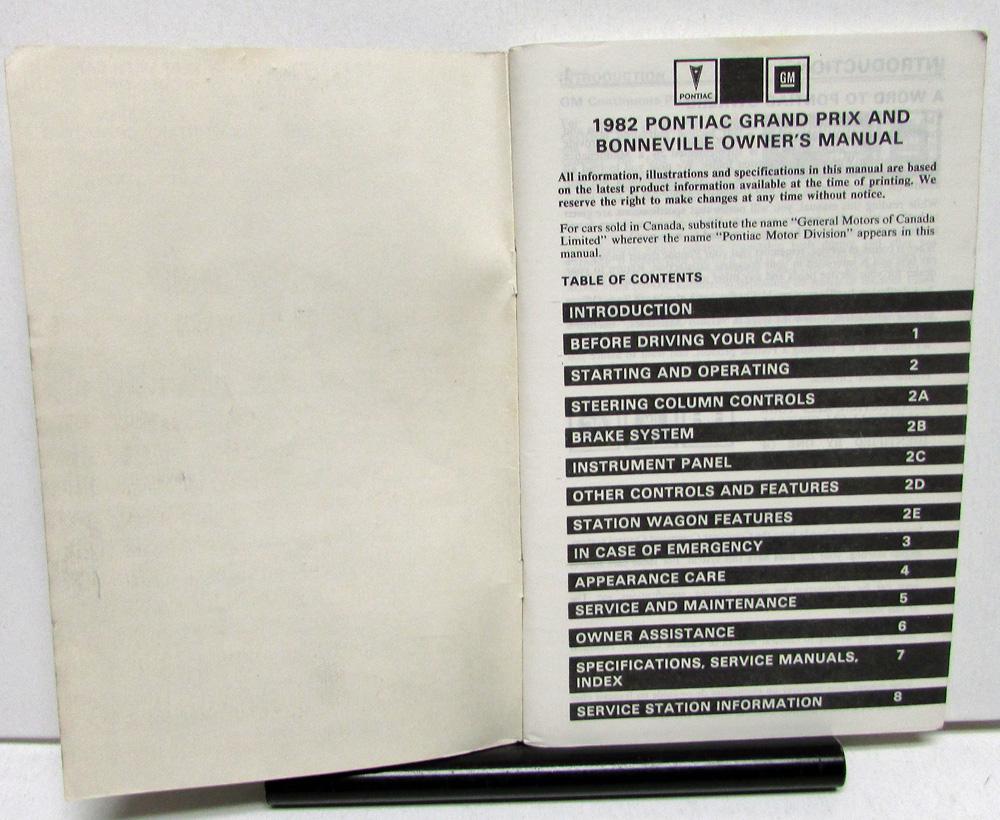 PONTIAC
GM
1982 PONTIAC GRAND PRIX AND
BONNEVILLE OWNER'S MANUAL
All information, illustrations and specifications in this manual are based
on the latest product information available at the time of printing. We
reserve the right to make changes at any time without notice.
For cars sold in Canada, substitute the name "General Motors of Canada
Limited" wherever the name "Pontiac Motor Division" appears in this
manual.
TABLE OF CONTENTS
INTRODUCTION
BEFORE DRIVING YOUR CAR 1
STARTING AND OPERATING 2
STEERING COLUMN CONTROLS 2A
BRAKE SYSTEM 2B
INSTRUMENT PANEL 2C
OTHER CONTROLS AND FEATURES 2D
STATION WAGON FEATURES 2E
IN CASE OF EMERGENCY 3
APPEARANCE CARE 4
SERVICE AND MAINTENANCE 5
OWNER ASSISTANCE 6
SPECIFICATIONS, SERVICE MANUALS, 7
INDEX
SERVICE STATION INFORMATION 8